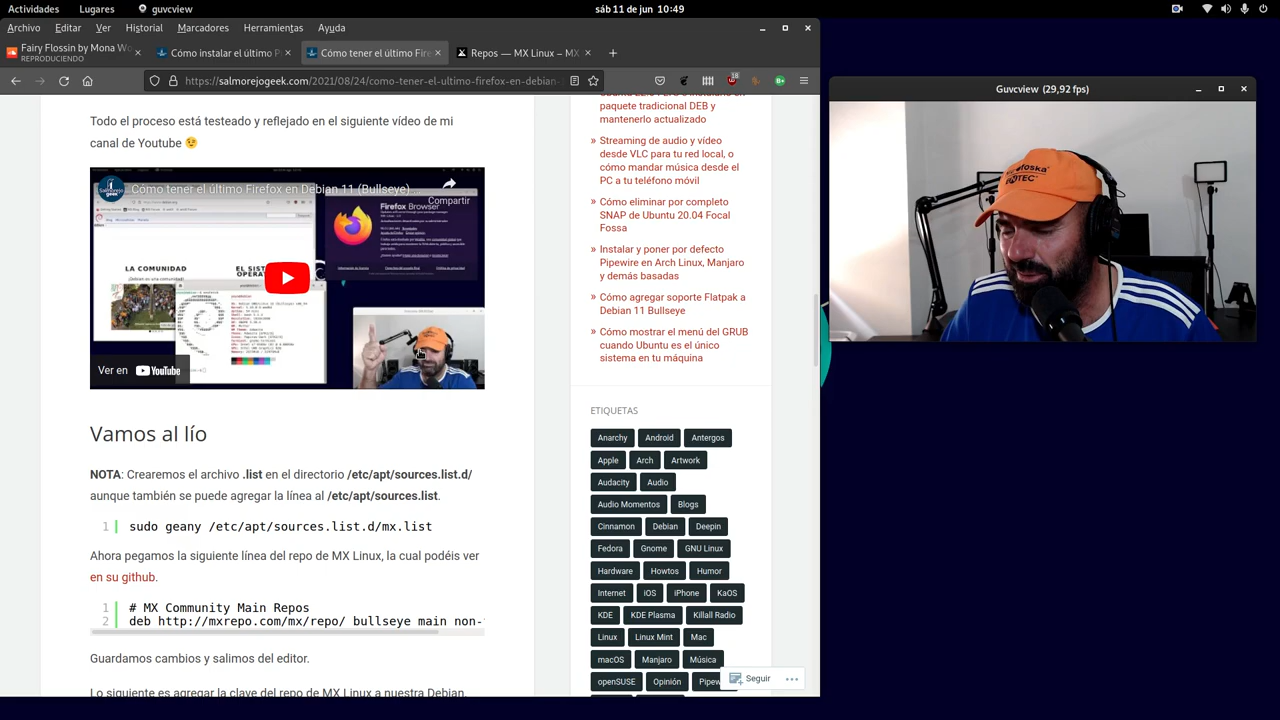 Actividades
Lugares
guvcview
sáb 11 de jun 10:49
Archivo Editar Ver Historial Marcadores Herramientas Ayuda
Fairy Flossin by Mona Wo
REPRODUCIENDO
Cómo instalar el último P
Cómo tener el último Fire
Repos — MX Linux – MX
https://salmorejogeek.com/2021/08/24/como-tener-el-ultimo-firefox-en-debian-
18
Todo el proceso está testeado y reflejado en el siguiente vídeo de mi
canal de Youtube
Salmorejo
geek
Cómo tener el último Firefox en Debian 11 (Bullseye)...
Compartir
Firefox Browser
LA COMUNIDAD
EL SIS
OPERAT
Ver en YouTube
Vamos al lío
NOTA: Crearemos el archivo .list en el directorio /etc/apt/sources.list.d/
aunque también se puede agregar la línea al /etc/apt/sources.list.
1 sudo geany /etc/apt/sources.list.d/mx.list
Ahora pegamos la siguiente línea del repo de MX Linux, la cual podéis ver
en su github.
1 # MX Community Main Repos
2 deb http://mxrepo.com/mx/repo/ bullseye main non-
Guardamos cambios y salimos del editor.
Lo siguiente es agregar la clave del repo de MX Linux a nuestra Debian.
paquete tradicional DEB y
mantenerlo actualizado
» Streaming de audio y vídeo
desde VLC para tu red local, o
cómo mandar música desde el
PC a tu teléfono móvil
» Cómo eliminar por completo
SNAP de Ubuntu 20.04 Focal
Fossa
» Instalar y poner por defecto
Pipewire en Arch Linux, Manjaro
y demás basadas
» Cómo agregar soporte Flatpak a
Debian 11 Bullseye
» Cómo mostrar el menú del GRUB
cuando Ubuntu es el único
sistema en tu máquina
ETIQUETAS
Anarchy Android Antergos
Apple Arch Artwork
Audacity Audio
Audio Momentos Blogs
Cinnamon Debian Deepin
Fedora Gnome GNU Linux
Hardware Howtos Humor
Internet iOS iPhone KaOS
KDE KDE Plasma Killall Radio
Linux Linux Mint Mac
macOS Manjaro Música
openSUSE Opinión Pipew
Seguir
Guvcview (29,92 fps)